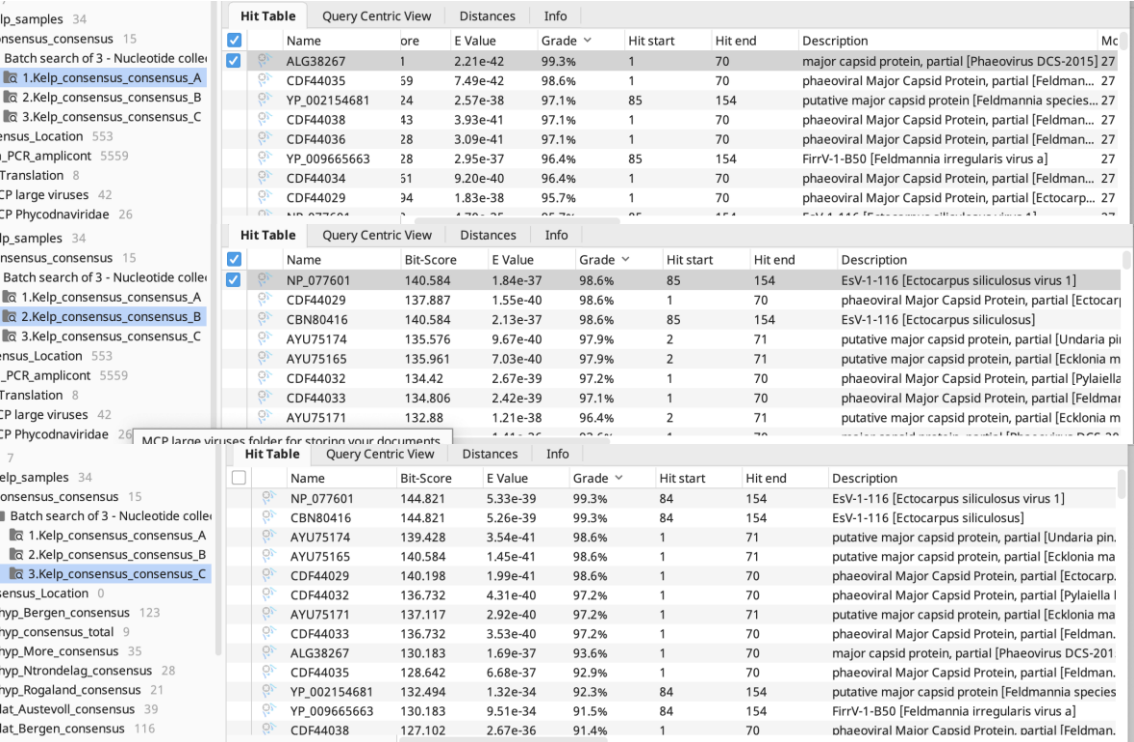 lp_samples 34
onsensus_consensus 15
Batch search of 3 - Nucleotide collec
1.Kelp_consensus_consensus_A
2.Kelp_consensus_consensus_B
3.Kelp_consensus_consensus_C
ensus_Location 553
_PCR_amplicont 5559
Translation 8
CP large viruses 42
CP Phycodnaviridae 26
Hit Table Query Centric View Distances Info
Name ore E Value Grade Hit start Hit end Description Mc
ALG38267 1 2.21e-42 99.3% 1 70 major capsid protein, partial [Phaeovirus DCS-2015] 27
CDF44035 69 7.49e-42 98.6% 1 70 phaeoviral Major Capsid Protein, partial [Feldman... 27
YP_002154681 24 2.57e-38 97.1% 85 154 putative major capsid protein [Feldmannia species... 27
CDF44038 43 3.93e-41 97.1% 1 70 phaeoviral Major Capsid Protein, partial [Feldman... 27
CDF44036 28 3.09e-41 97.1% 1 70 phaeoviral Major Capsid Protein, partial [Feldman... 27
YP_009665663 28 2.95e-37 96.4% 85 154 FirrV-1-B50 [Feldmannia irregularis virus a] 27
CDF44034 61 9.20e-40 96.4% 1 70 phaeoviral Major Capsid Protein, partial [Feldman... 27
CDF44029 94 1.83e-38 95.7% 1 70 phaeoviral Major Capsid Protein, partial [Ectocarp... 27
lp_samples 34
nsensus_consensus 15
Batch search of 3 - Nucleotide collec
1.Kelp_consensus_consensus_A
2.Kelp_consensus_consensus_B
3.Kelp_consensus_consensus_C
ensus_Location 553
_PCR_amplicont 5559
Translation 8
CP large viruses 42
CP Phycodnaviridae 26
MCP large viruses folder for storing your documents
Hit Table Query Centric View Distances Info
Name Bit-Score E Value Grade Hit start Hit end Description
NP_077601 140.584 1.84e-37 98.6% 85 154 EsV-1-116 [Ectocarpus siliculosus virus 1]
CDF44029 137.887 1.55e-40 98.6% 1 70 phaeoviral Major Capsid Protein, partial [Ectocarp
CBN80416 140.584 2.13e-37 98.6% 85 154 EsV-1-116 [Ectocarpus siliculosus]
AYU75174 135.576 9.67e-40 97.9% 2 71 putative major capsid protein, partial [Undaria pin
AYU75165 135.961 7.03e-40 97.9% 2 71 putative major capsid protein, partial [Ecklonia m
CDF44032 134.42 2.67e-39 97.2% 1 70 phaeoviral Major Capsid Protein, partial [Pylaiella
CDF44033 134.806 2.42e-39 97.1% 1 70 phaeoviral Major Capsid Protein, partial [Feldmar
AYU75171 132.88 1.21e-38 96.4% 2 71 putative major capsid protein, partial [Ecklonia m
7
elp_samples 34
onsensus_consensus 15
Batch search of 3 - Nucleotide collec
1.Kelp_consensus_consensus_A
2.Kelp_consensus_consensus_B
3.Kelp_consensus_consensus_C
sensus_Location 0
hyp_Bergen_consensus 123
hyp_consensus_total 9
hyp_More_consensus 35
hyp_Ntrondelag_consensus 28
hyp_Rogaland_consensus 21
lat_Austevoll_consensus 39
lat_Bergen_consensus 116
Hit Table Query Centric View Distances Info
Name Bit-Score E Value Grade Hit start Hit end Description
NP_077601 144.821 5.33e-39 99.3% 84 154 EsV-1-116 [Ectocarpus siliculosus virus 1]
CBN80416 144.821 5.26e-39 99.3% 84 154 EsV-1-116 [Ectocarpus siliculosus]
AYU75174 139.428 3.54e-41 98.6% 1 71 putative major capsid protein, partial [Undaria pin.
AYU75165 140.584 1.45e-41 98.6% 1 71 putative major capsid protein, partial [Ecklonia ma
CDF44029 140.198 1.99e-41 98.6% 1 70 phaeoviral Major Capsid Protein, partial [Ectocarp.
CDF44032 136.732 4.31e-40 97.2% 1 70 phaeoviral Major Capsid Protein, partial [Pylaiella l
AYU75171 137.117 2.92e-40 97.2% 1 71 putative major capsid protein, partial [Ecklonia ma
CDF44033 136.732 3.53e-40 97.2% 1 70 phaeoviral Major Capsid Protein, partial [Feldman.
ALG38267 130.183 1.69e-37 93.6% 1 70 major capsid protein, partial [Phaeovirus DCS-201.
CDF44035 128.642 6.68e-37 92.9% 1 70 phaeoviral Major Capsid Protein, partial [Feldman.
YP_002154681 132.494 1.32e-34 92.3% 84 154 putative major capsid protein [Feldmannia species
YP_009665663 130.183 9.51e-34 91.5% 84 154 FirrV-1-B50 [Feldmannia irregularis virus a]
CDF44038 127.102 2.67e-36 91.4% 1 70 phaeoviral Major Capsid Protein, partial [Feldman.